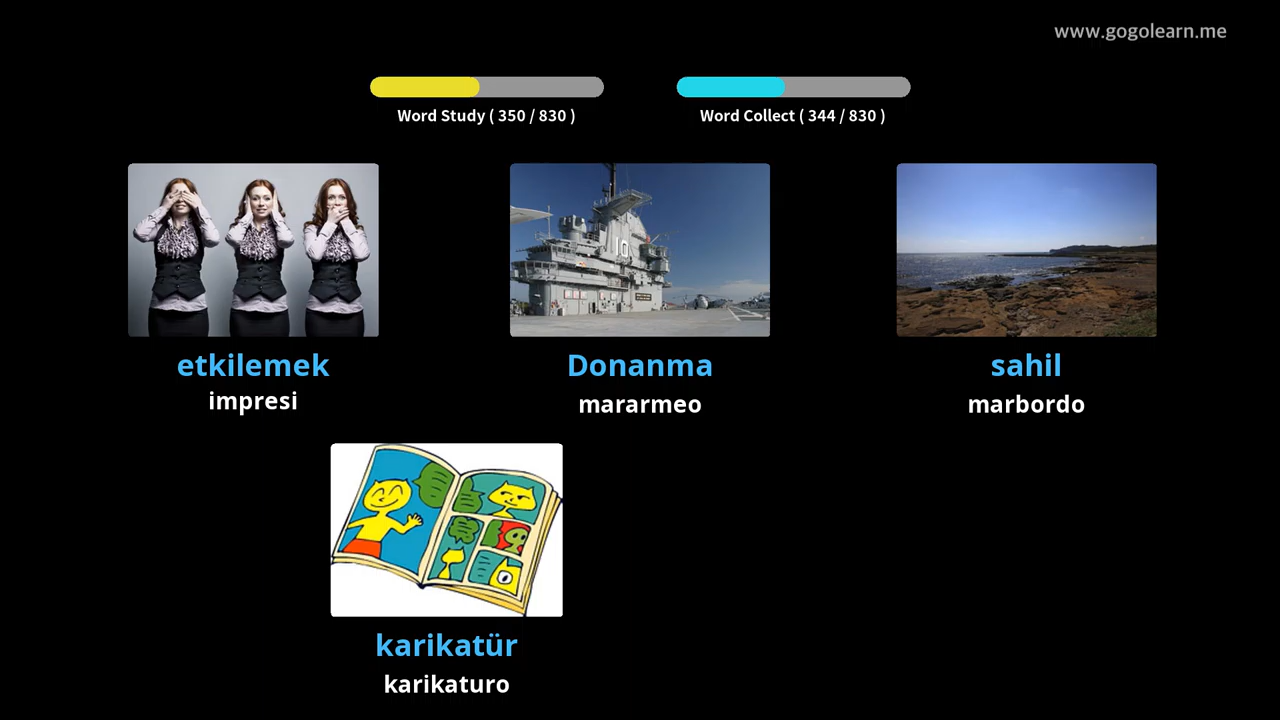 www.gogolearn.me
Word Study ( 350 / 830 )
Word Collect ( 344 / 830 )
10
etkilemek
impresi
Donanma
mararmeo
sahil
marbordo
karikatür
karikaturo